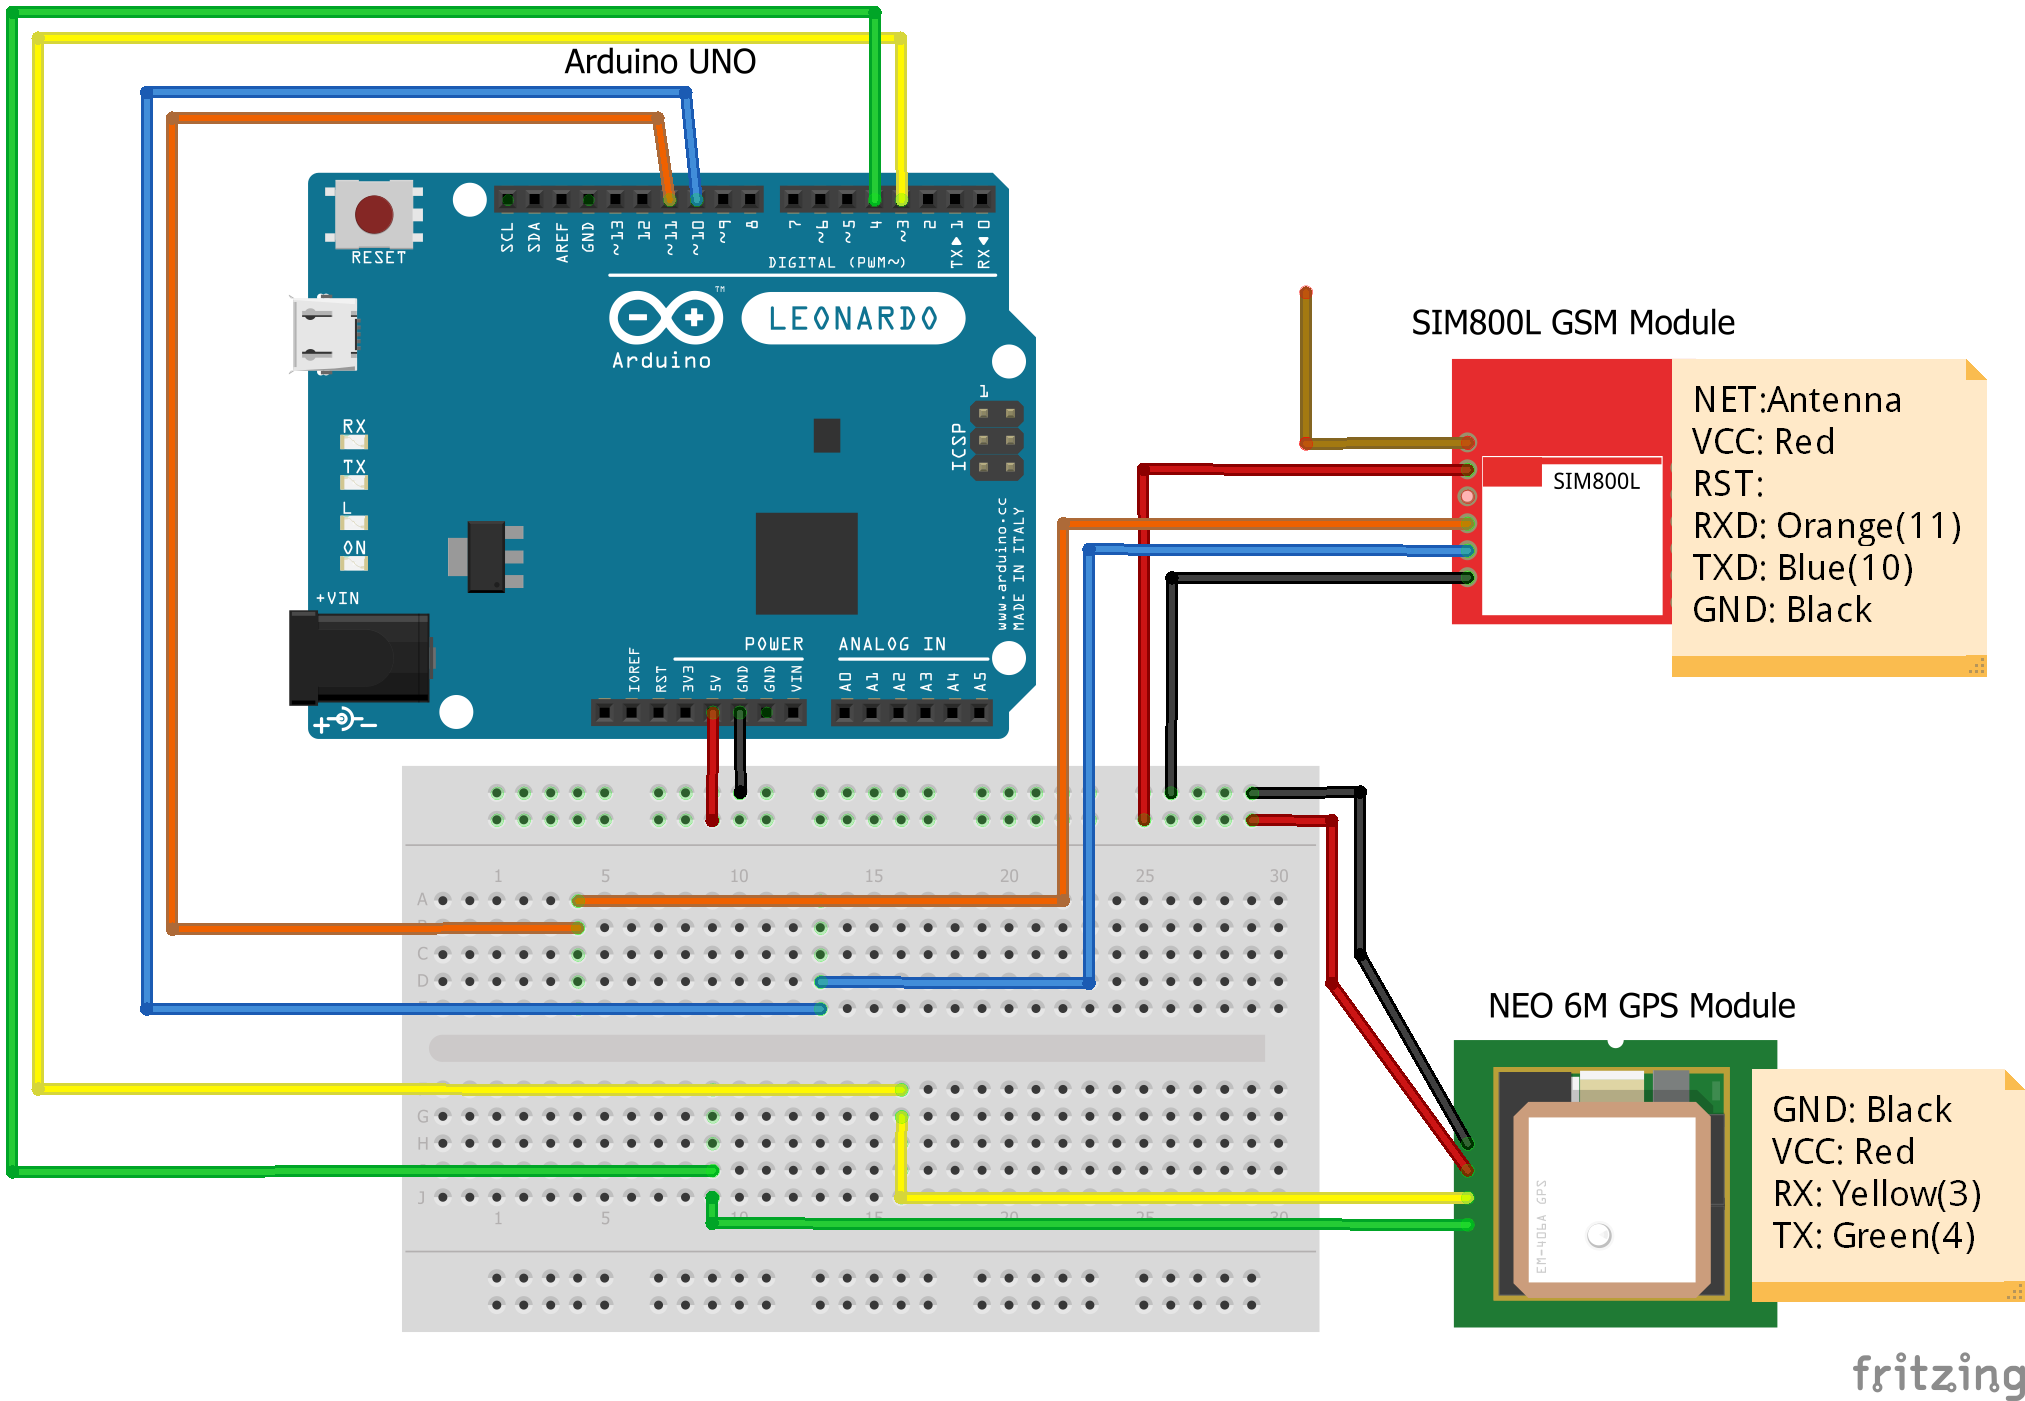 Arduino UNO
SCL
SDA
AREF
GND
~13
12
~11
~10
~9
8
7
~6
~5
4
~3
2
TX▶1
RX◀0
RESET
DIGITAL (PWM~)
TM
LEONARDO
Arduino
1
ICSP
RX
TX
L
ON
+VIN
www.arduino.cc
MADE IN ITALY
POWER
ANALOG IN
IOREF
RST
3V3
5V
GND
GND
VIN
A0
A1
A2
A3
A4
A5
SIM800L GSM Module
SIM800L
NET:Antenna
VCC: Red
RST:
RXD: Orange(11)
TXD: Blue(10)
GND: Black
1 5 10 15 20 25 30
A
C
D
G
H
J
1 5 10 15 20 25 30
NEO 6M GPS Module
EM-406A GPS
GND: Black
VCC: Red
RX: Yellow(3)
TX: Green(4)
fritzing